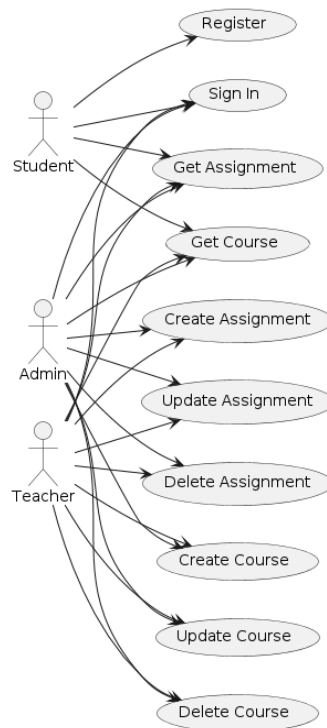 Register
Sign In
Student
Get Assignment
Get Course
Create Assignment
Admin
Update Assignment
Teacher
Delete Assignment
Create Course
Update Course
Delete Course